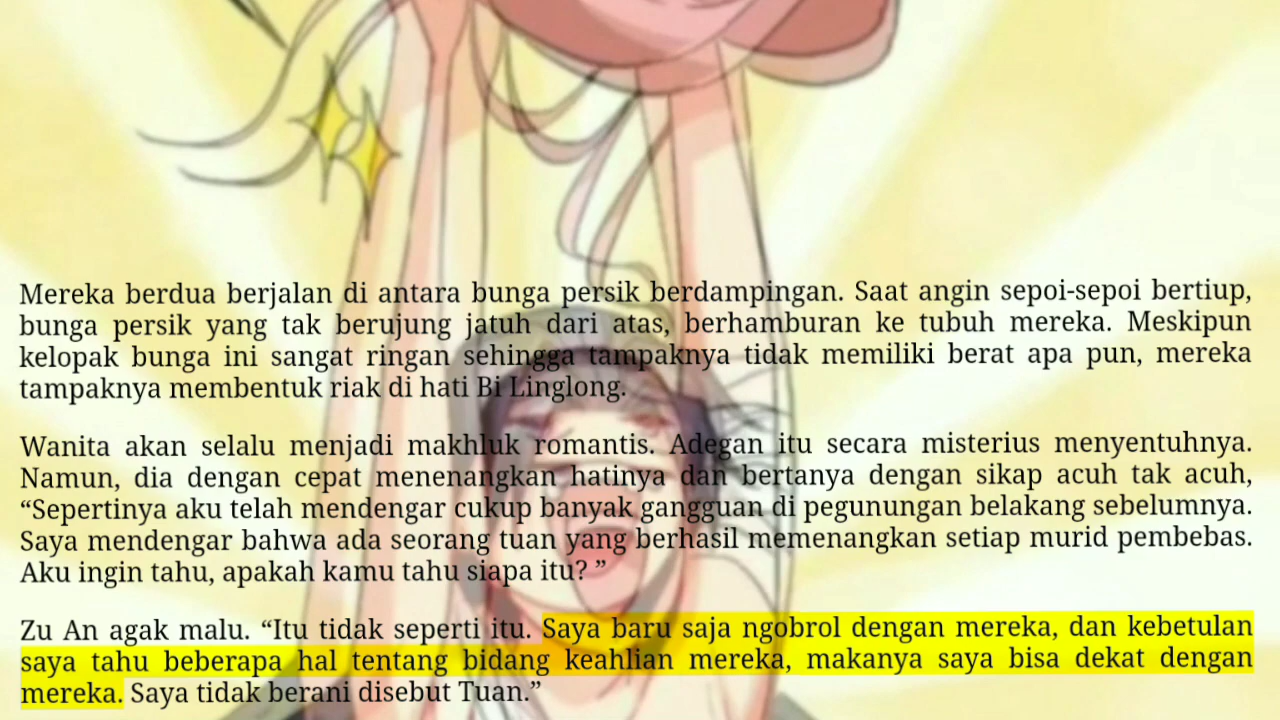 Mereka berdua berjalan di antara bunga persik berdampingan. Saat angin sepoi-sepoi bertiup,
bunga persik yang tak berujung jatuh dari atas, berhamburan ke tubuh mereka. Meskipun
kelopak bunga ini sangat ringan sehingga tampaknya tidak memiliki berat apa pun, mereka
tampaknya membentuk riak di hati Bi Linglong.
Wanita akan selalu menjadi makhluk romantis. Adegan itu secara misterius menyentuhnya.
Namun, dia dengan cepat menenangkan hatinya dan bertanya dengan sikap acuh tak acuh,
“Sepertinya aku telah mendengar cukup banyak gangguan di pegunungan belakang sebelumnya.
Saya mendengar bahwa ada seorang tuan yang berhasil memenangkan setiap murid pembebas.
Aku ingin tahu, apakah kamu tahu siapa itu? ”
Zu An agak malu. “Itu tidak seperti itu. Saya baru saja ngobrol dengan mereka, dan kebetulan
saya tahu beberapa hal tentang bidang keahlian mereka, makanya saya bisa dekat dengan
mereka. Saya tidak berani disebut Tuan.”